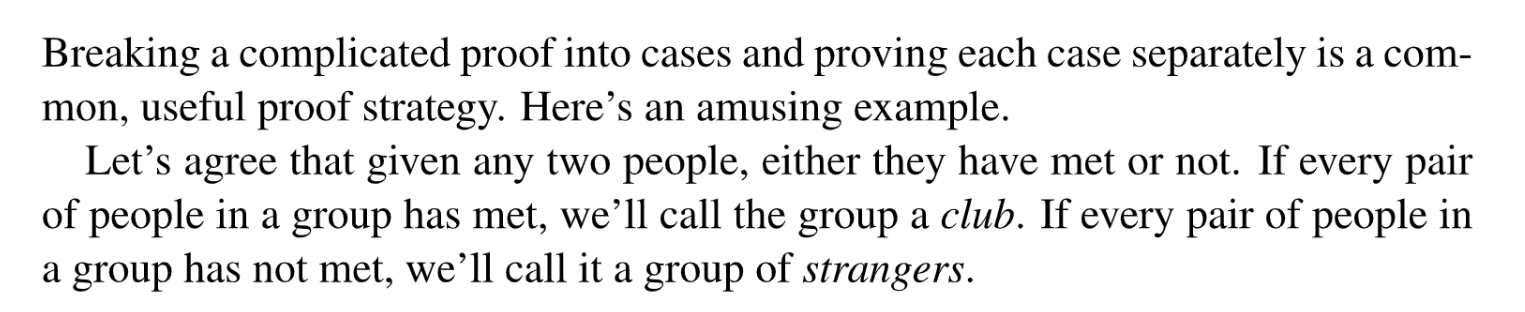 Breaking a complicated proof into cases and proving each case separately is a com-
mon, useful proof strategy. Here’s an amusing example.
Let’s agree that given any two people, either they have met or not. If every pair
of people in a group has met, we’ll call the group a club. If every pair of people in
a group has not met, we’ll call it a group of strangers.